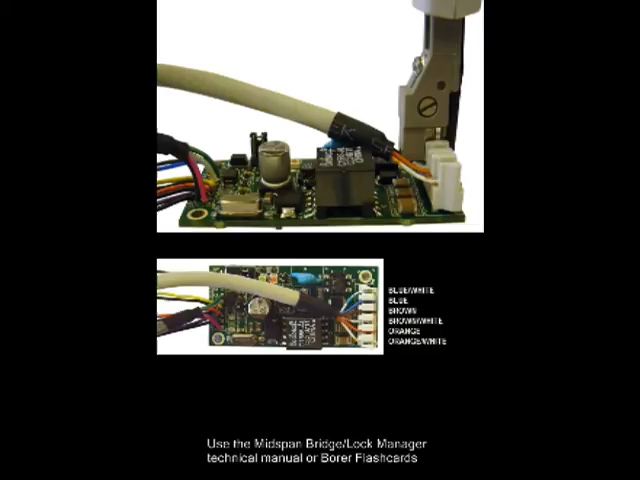 BLUE/WHITE
BLUE
BROWN
BROWN/WHITE
ORANGE
ORANGE/WHITE
Use the Midspan Bridge/Lock Manager
technical manual or Borer Flashcards